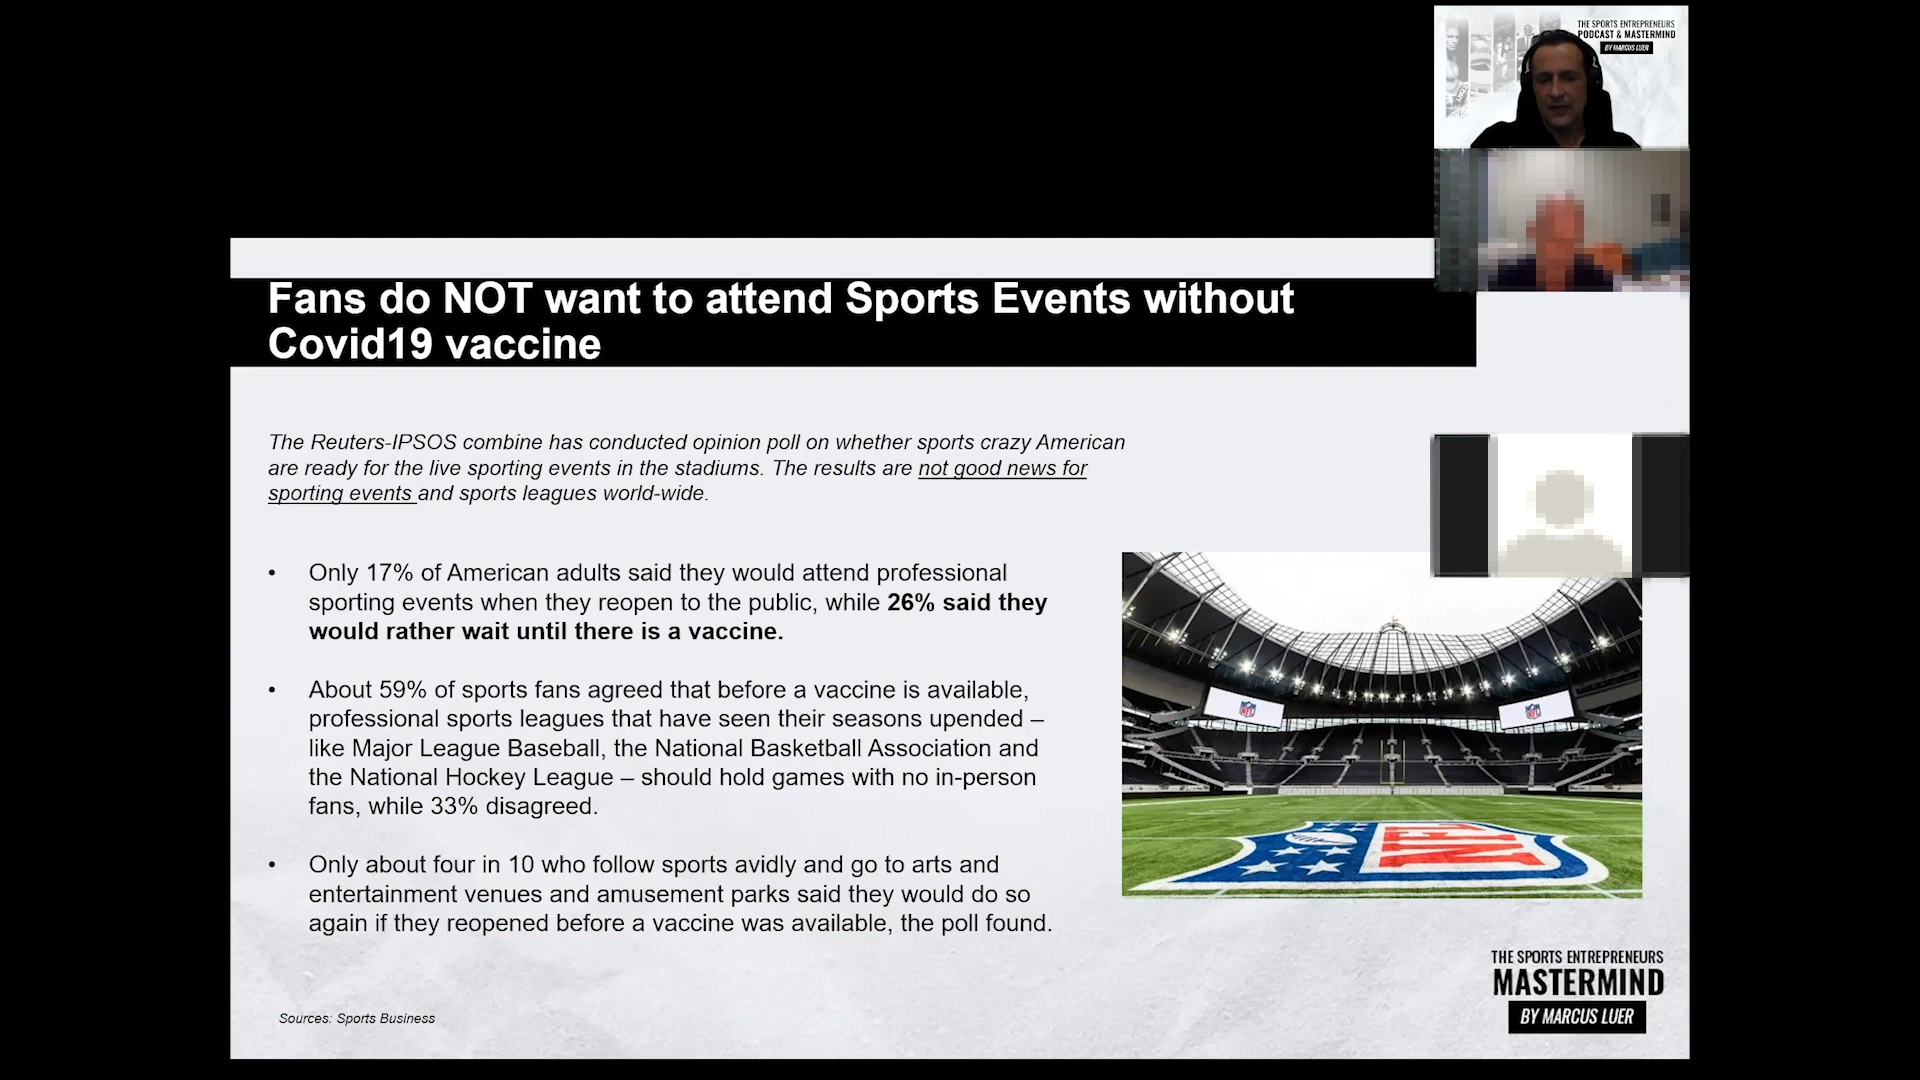 THE SPORTS ENTREPRENEURS
PODCAST & MASTERMIND
BY MARCUS LUER
Fans do NOT want to attend Sports Events without
Covid19 vaccine
The Reuters-IPSOS combine has conducted opinion poll on whether sports crazy American
are ready for the live sporting events in the stadiums. The results are not good news for
sporting events and sports leagues world-wide.
• Only 17% of American adults said they would attend professional
sporting events when they reopen to the public, while 26% said they
would rather wait until there is a vaccine.
• About 59% of sports fans agreed that before a vaccine is available,
professional sports leagues that have seen their seasons upended –
like Major League Baseball, the National Basketball Association and
the National Hockey League – should hold games with no in-person
fans, while 33% disagreed.
• Only about four in 10 who follow sports avidly and go to arts and
entertainment venues and amusement parks said they would do so
again if they reopened before a vaccine was available, the poll found.
NFL
NFL
NFL
THE SPORTS ENTREPRENEURS
MASTERMIND
BY MARCUS LUER
Sources: Sports Business